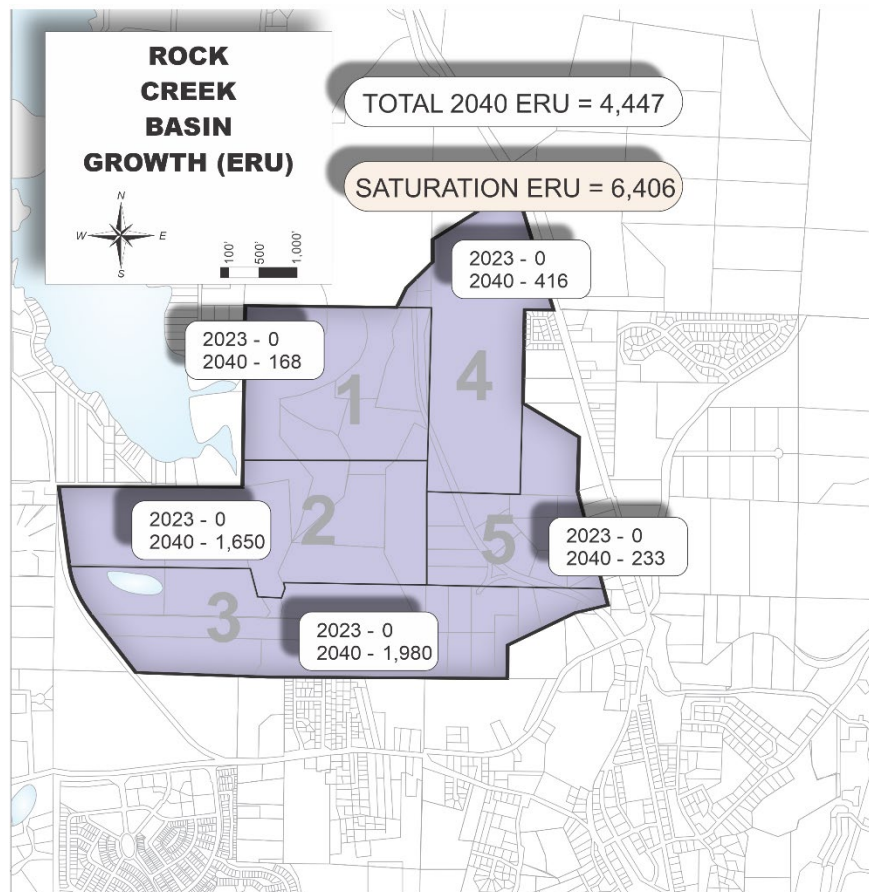 ROCK
CREEK
BASIN
GROWTH (ERU)
N
W E
S
100'
500'
1,000'
TOTAL 2040 ERU = 4,447
SATURATION ERU = 6,406
2023 - 0
2040 - 416
2023 - 0
2040 - 168
1
4
2023 - 0
2040 - 1,650
2
5
2023 - 0
2040 - 233
3
2023 - 0
2040 - 1,980